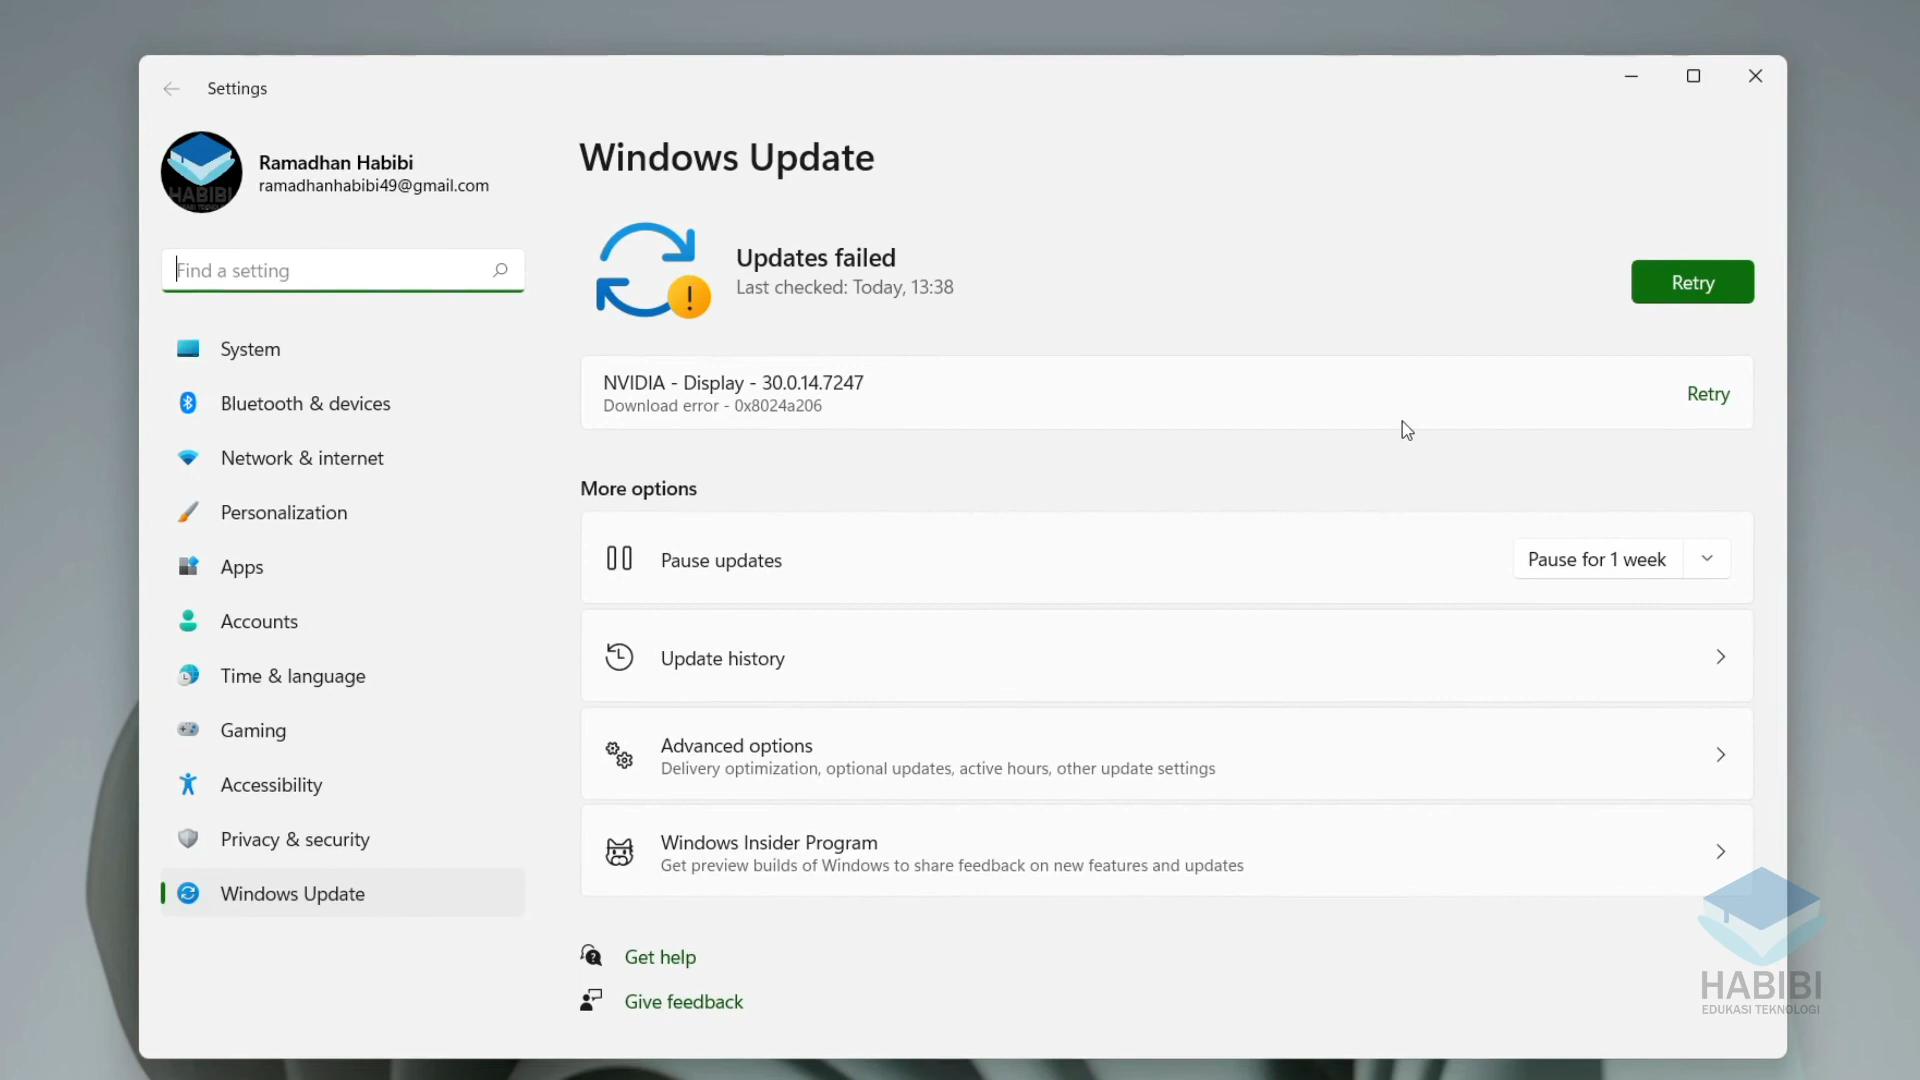 Settings
Ramadhan Habibi
ramadhanhabibi49@gmail.com
Find a setting
System
Bluetooth & devices
Network & internet
Personalization
Apps
Accounts
Time & language
Gaming
Accessibility
Privacy & security
Windows Update
Windows Update
Updates failed
Last checked: Today, 13:38
Retry
NVIDIA - Display - 30.0.14.7247
Download error - 0x8024a206
Retry
More options
Pause updates
Pause for 1 week
Update history
Advanced options
Delivery optimization, optional updates, active hours, other update settings
Windows Insider Program
Get preview builds of Windows to share feedback on new features and updates
Get help
Give feedback
HABIBI
EDUKASI TEKNOLOGI